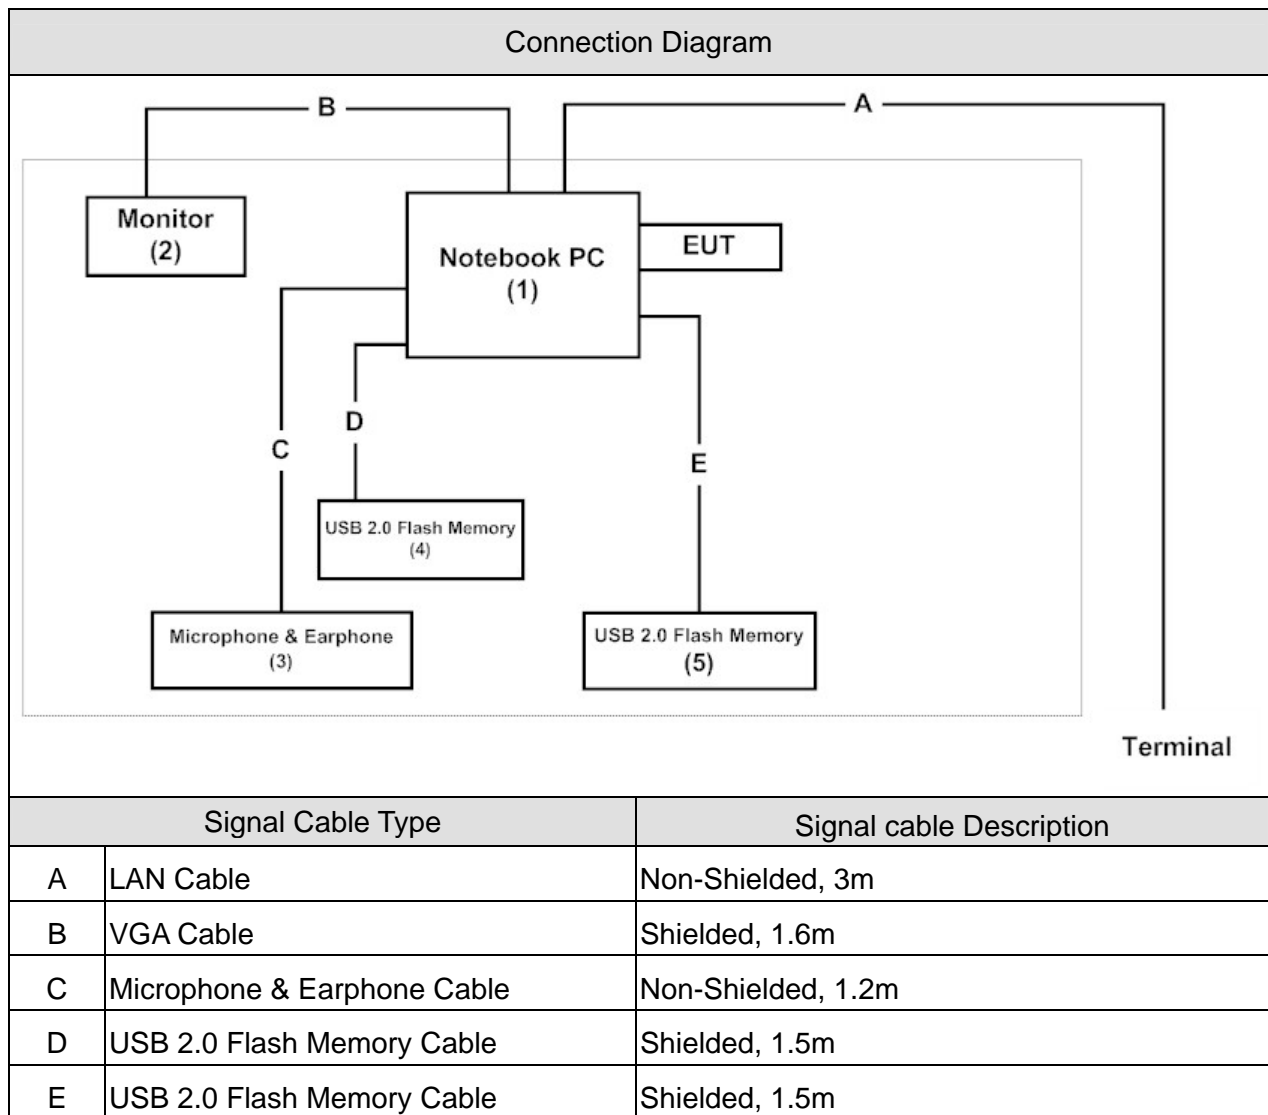 Connection Diagram
B
A
Monitor
(2)
Notebook PC
(1)
EUT
D
C
E
USB 2.0 Flash Memory
(4)
Microphone & Earphone
(3)
USB 2.0 Flash Memory
(5)
Terminal
Signal Cable Type Signal cable Description
A LAN Cable Non-Shielded, 3m
B VGA Cable Shielded, 1.6m
C Microphone & Earphone Cable Non-Shielded, 1.2m
D USB 2.0 Flash Memory Cable Shielded, 1.5m
E USB 2.0 Flash Memory Cable Shielded, 1.5m